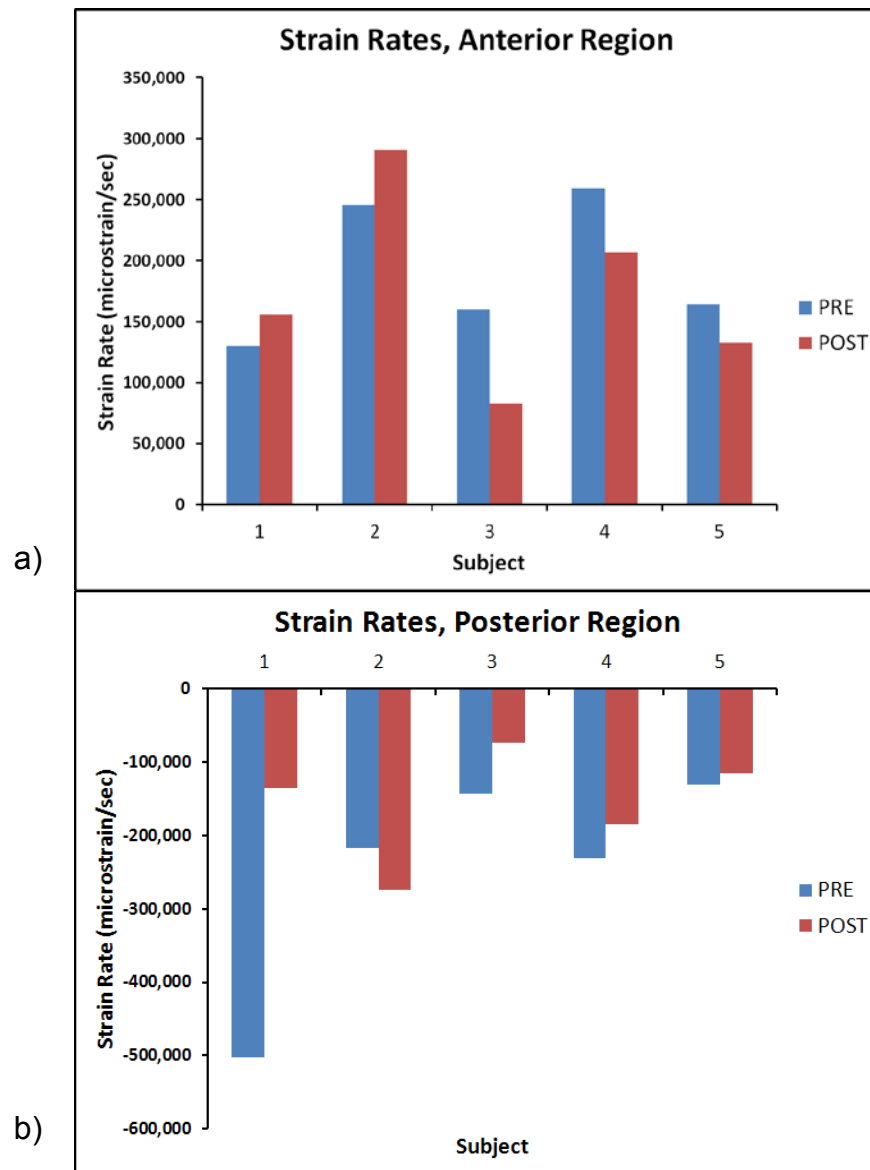 Strain Rates, Anterior Region
350,000
300,000
250,000
200,000
150,000
100,000
50,000
0
Strain Rate (microstrain/sec)
1 2 3 4 5
Subject
PRE
POST
a)
Strain Rates, Posterior Region
1 2 3 4 5
0
-100,000
-200,000
-300,000
-400,000
-500,000
-600,000
Strain Rate (microstrain/sec)
PRE
POST
Subject
b)